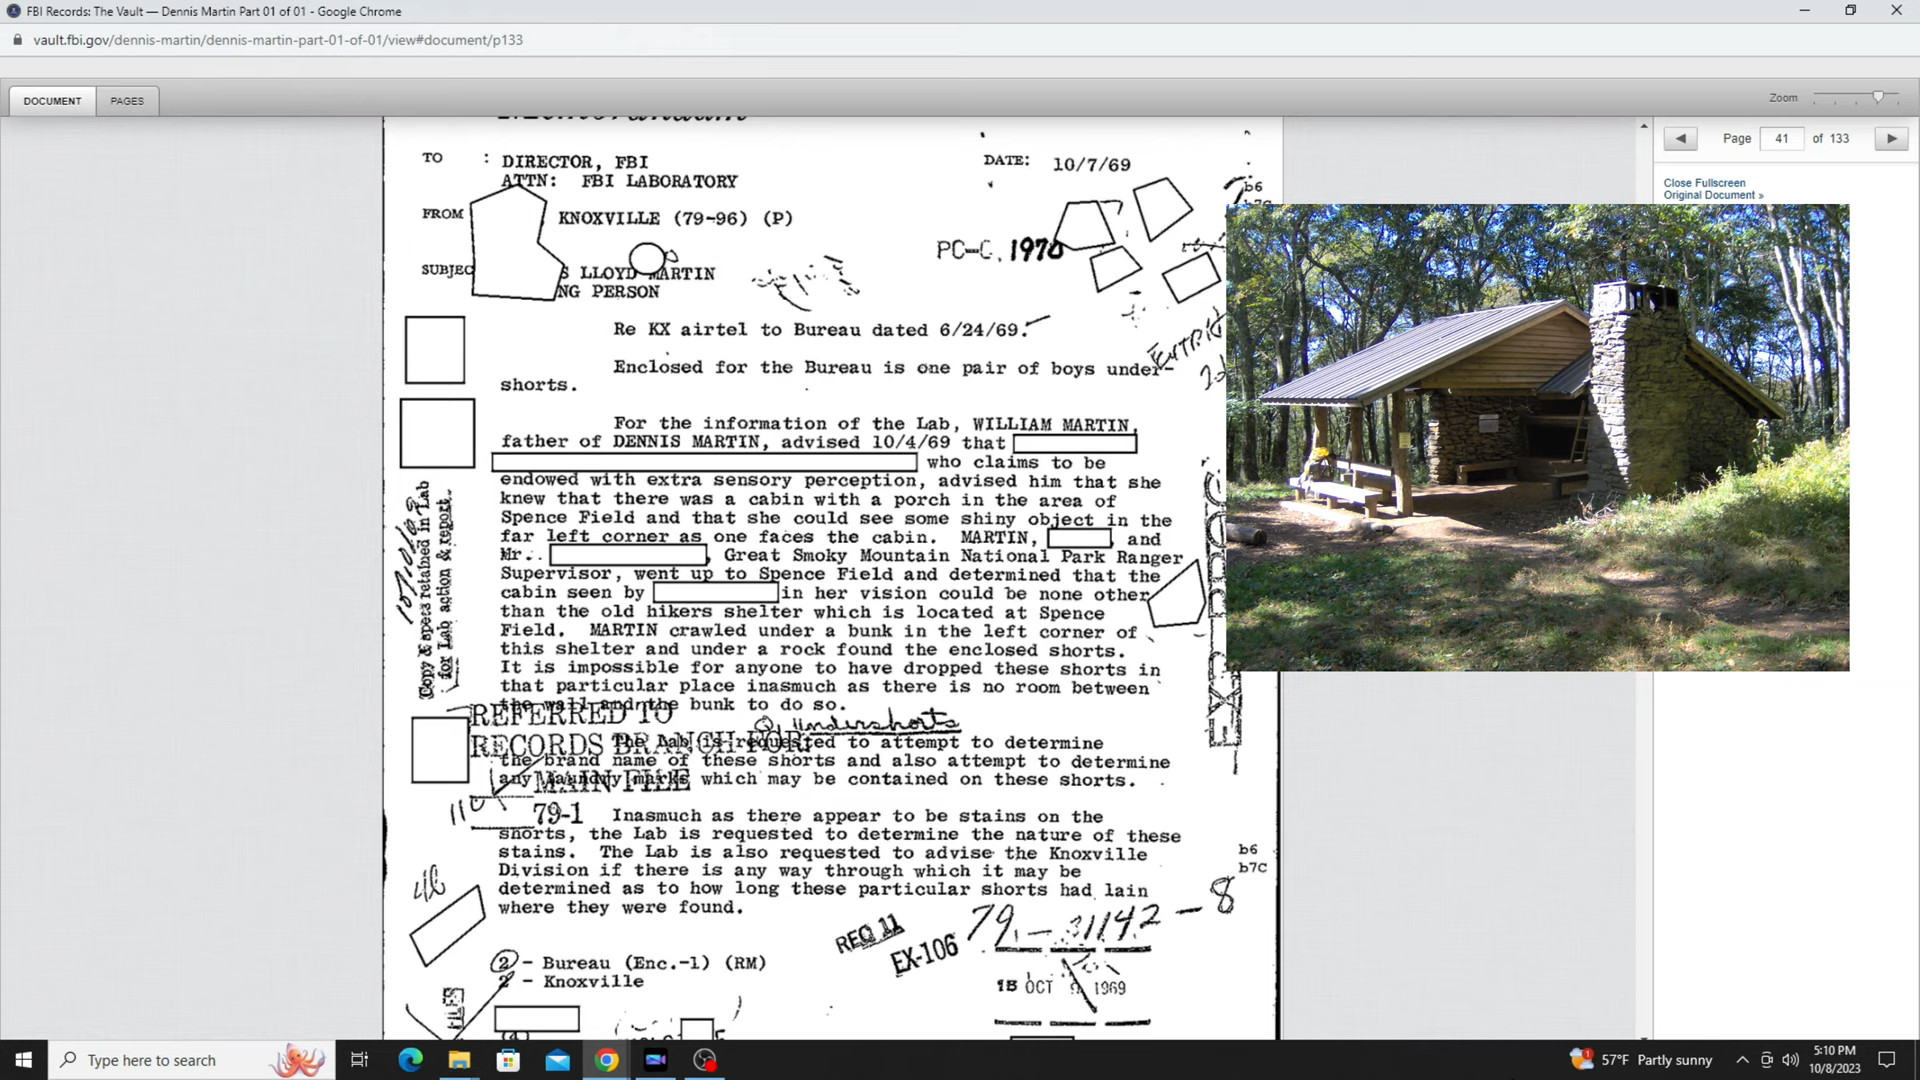 FBI Records: The Vault — Dennis Martin Part 01 of 01 - Google Chrome
vault.fbi.gov/dennis-martin/dennis-martin-part-01-of-01/view#document/p133
DOCUMENT PAGES
Zoom
Page 41 of 133
Close Fullscreen
Original Document »
TO : DIRECTOR, FBI
DATE: 10/7/69
ATTN: FBI LABORATORY
b6
FROM KNOXVILLE (79-96) (P)
PC-C. 1970
SUBJEC S LLOYD MARTIN
NG PERSON
Re KX airtel to Bureau dated 6/24/69.
Enclosed for the Bureau is one pair of boys under-
shorts.
For the information of the Lab, WILLIAM MARTIN,
father of DENNIS MARTIN, advised 10/4/69 that
who claims to be
endowed with extra sensory perception, advised him that she
knew that there was a cabin with a porch in the area of
Spence Field and that she could see some shiny object in the
far left corner as one faces the cabin. MARTIN, and
Mr. , Great Smoky Mountain National Park Ranger
Supervisor, went up to Spence Field and determined that the
cabin seen by in her vision could be none other
than the old hikers shelter which is located at Spence
Field. MARTIN crawled under a bunk in the left corner of
this shelter and under a rock found the enclosed shorts.
It is impossible for anyone to have dropped these shorts in
that particular place inasmuch as there is no room between
the wall and the bunk to do so.
Copy & specs retained in Lab
for Lab action & report.
REFERRED TO
RECORDS BRANCH FOR
MAIN FILE
79-1
Undershorts
The Lab is requested to attempt to determine
the brand name of these shorts and also attempt to determine
any laundry marks which may be contained on these shorts.
Inasmuch as there appear to be stains on the
shorts, the Lab is requested to determine the nature of these
stains. The Lab is also requested to advise the Knoxville
Division if there is any way through which it may be
determined as to how long these particular shorts had lain
where they were found.
b6
b7C
REQ 11
EX-106
79-31142-8
2 - Bureau (Enc.-1) (RM)
2 - Knoxville
15 OCT 9 1969
Type here to search
57°F Partly sunny
5:10 PM
10/8/2023